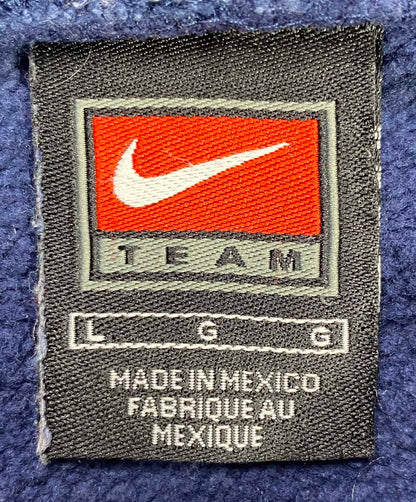 TEAM
L G G
MADE IN MEXICO
FABRIQUE AU
MEXIQUE